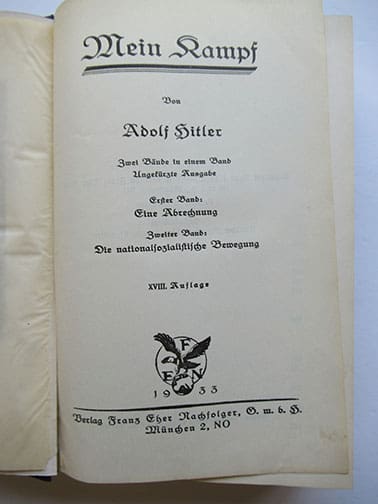 Mein Kampf
Von
Adolf Hitler
Zwei Bände in einem Band
Ungekürzte Ausgabe
Erster Band:
Eine Abrechnung
Zweiter Band:
Die nationalsozialistische Bewegung
XVIII. Auflage
F
E N
1933
Verlag Franz Eher Nachfolger, G. m. b. H.
München 2, NO